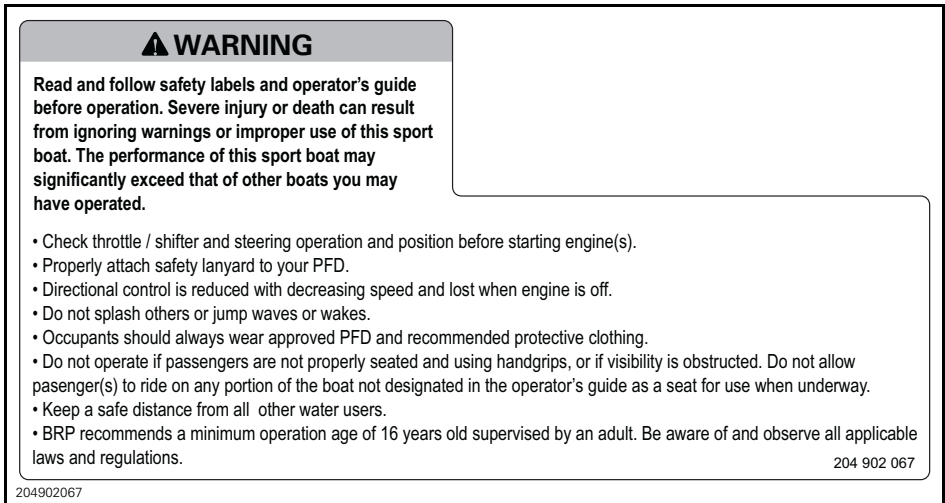 WARNING
Read and follow safety labels and operator’s guide
before operation. Severe injury or death can result
from ignoring warnings or improper use of this sport
boat. The performance of this sport boat may
significantly exceed that of other boats you may
have operated.
• Check throttle / shifter and steering operation and position before starting engine(s).
• Properly attach safety lanyard to your PFD.
• Directional control is reduced with decreasing speed and lost when engine is off.
• Do not splash others or jump waves or wakes.
• Occupants should always wear approved PFD and recommended protective clothing.
• Do not operate if passengers are not properly seated and using handgrips, or if visibility is obstructed. Do not allow
pasenger(s) to ride on any portion of the boat not designated in the operator’s guide as a seat for use when underway.
• Keep a safe distance from all  other water users.
• BRP recommends a minimum operation age of 16 years old supervised by an adult. Be aware of and observe all applicable
laws and regulations.
204 902 067
204902067